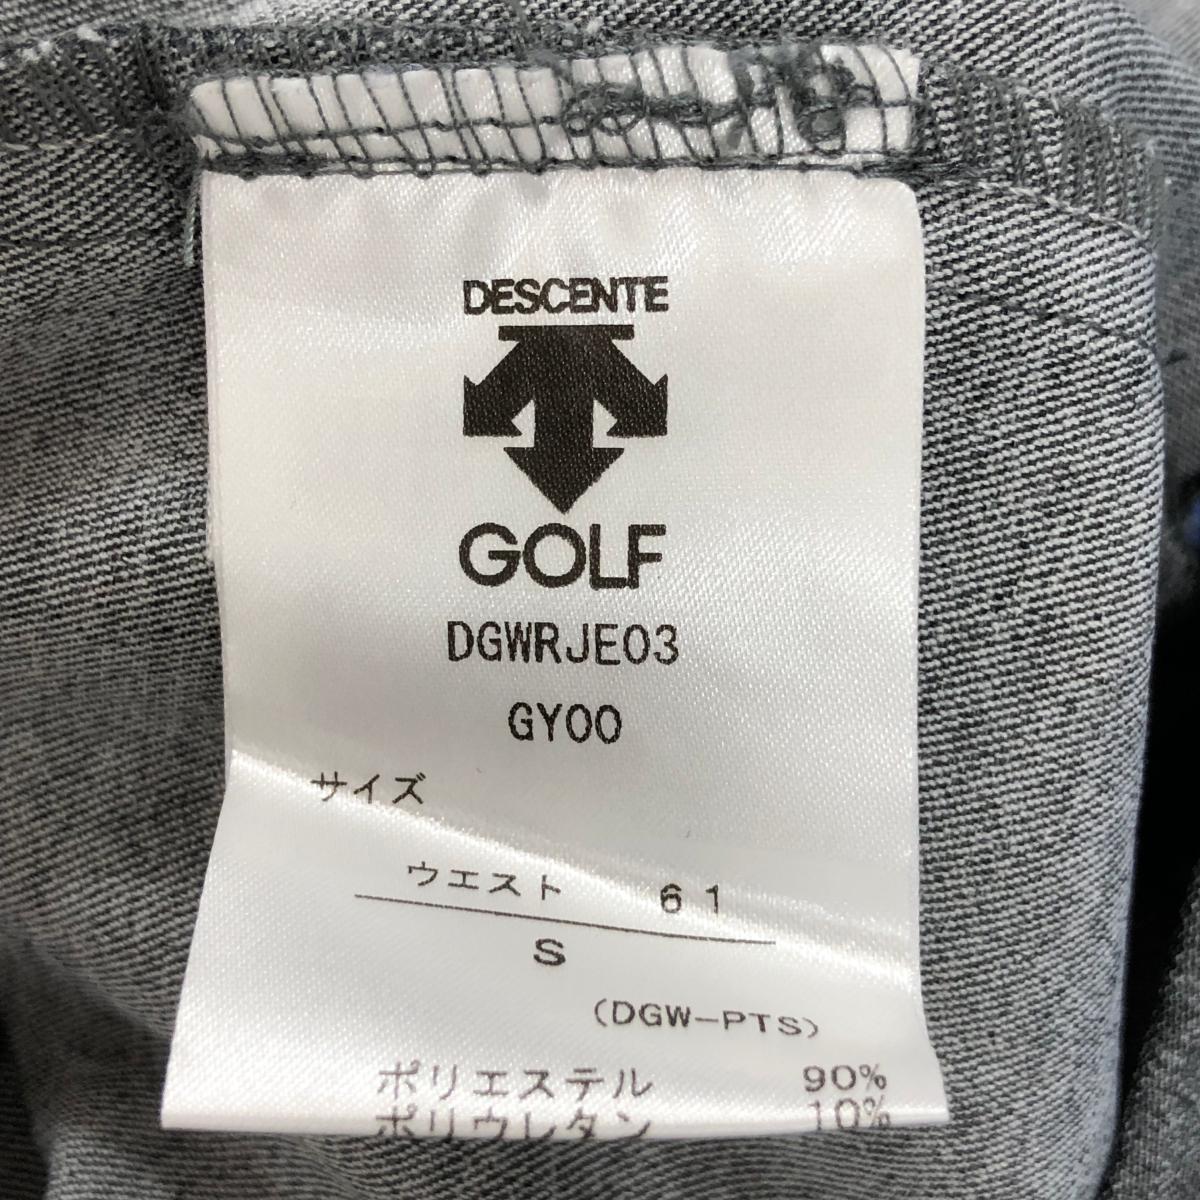 DESCENTE
GOLF
DGWRJE03
GY00
サイズ
ウエスト 61
S
(DGW-PTS)
ポリエステル 90%
ポリウレタン 10%